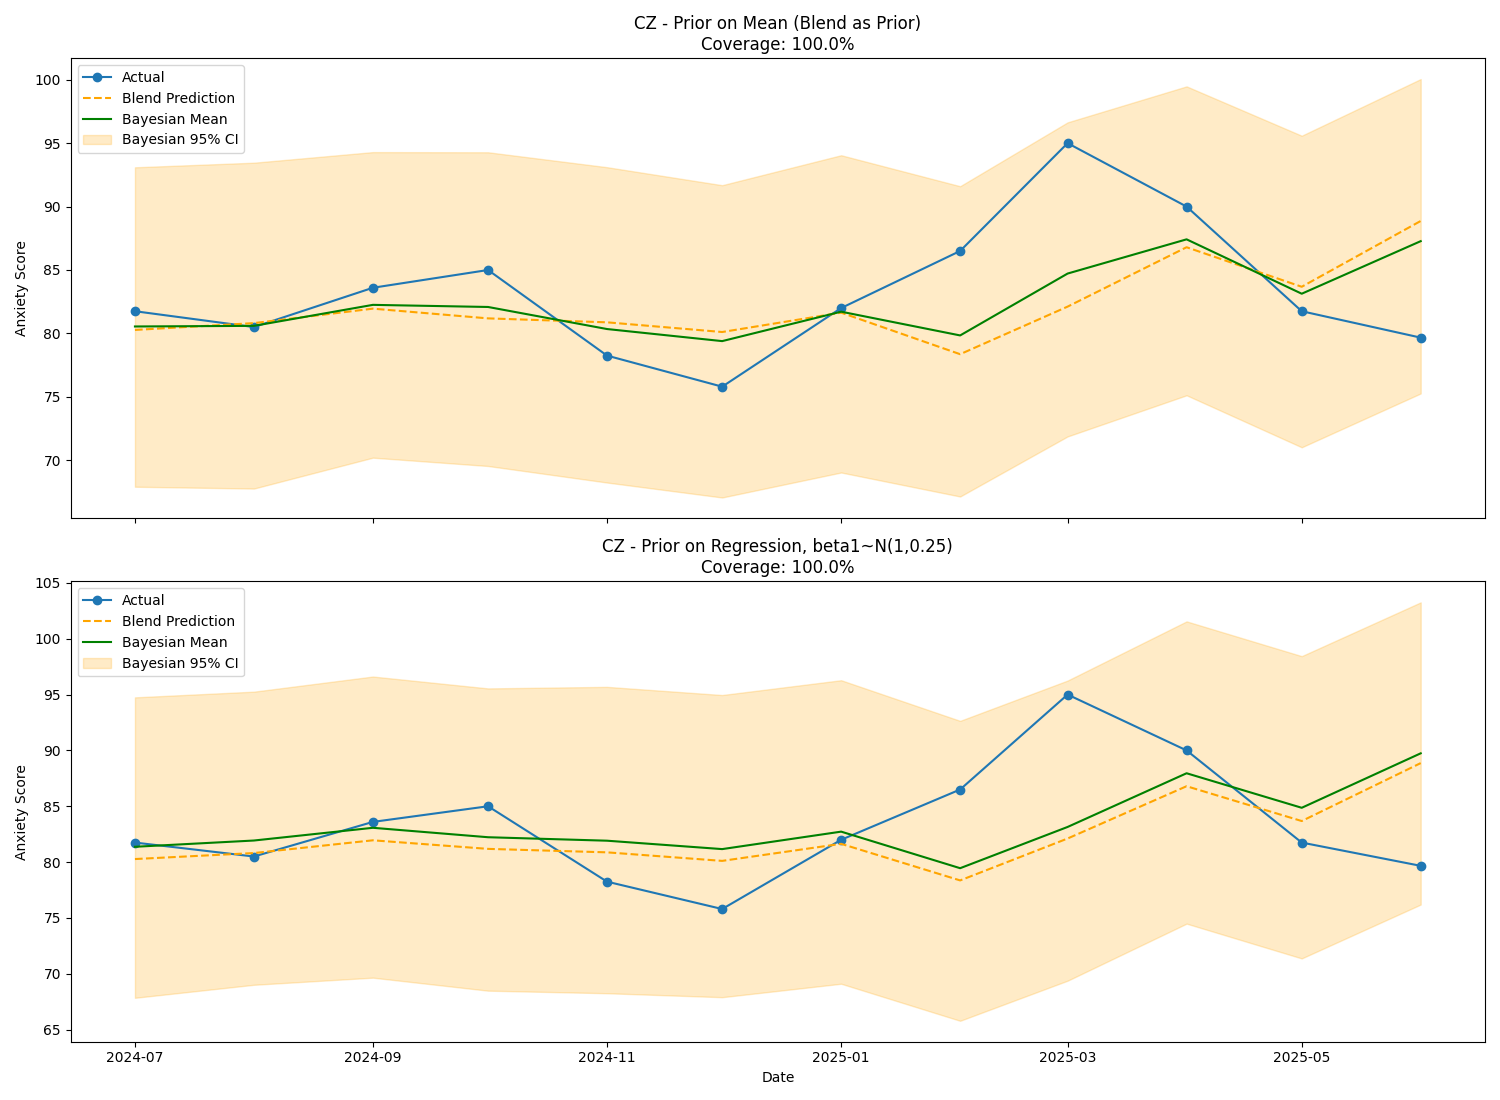 CZ - Prior on Mean (Blend as Prior)
Coverage: 100.0%
Actual
Blend Prediction
Bayesian Mean
Bayesian 95% CI
Anxiety Score
100
95
90
85
80
75
70
CZ - Prior on Regression, beta1~N(1,0.25)
Coverage: 100.0%
Actual
Blend Prediction
Bayesian Mean
Bayesian 95% CI
Anxiety Score
105
100
95
90
85
80
75
70
65
2024-07 2024-09 2024-11 2025-01 2025-03 2025-05
Date